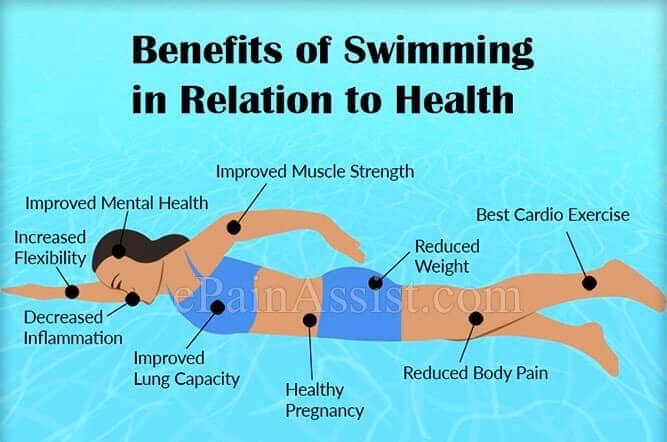 Benefits of Swimming
in Relation to Health
Improved Muscle Strength
Improved Mental Health
Best Cardio Exercise
Increased
Flexibility
Reduced
Weight
ePainAssist.com
Decreased
Inflammation
Improved
Lung Capacity
Reduced Body Pain
Healthy
Pregnancy